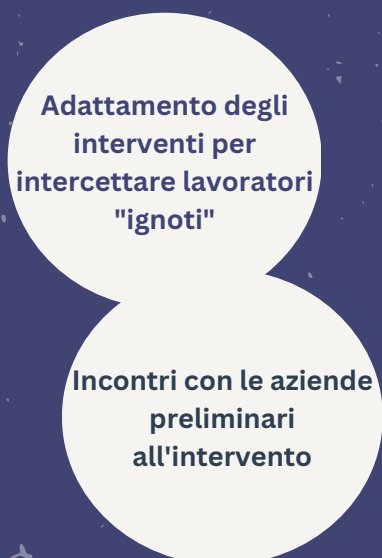 Adattamento degli
interventi per
intercettare lavoratori
"ignoti"
Incontri con le aziende
preliminari
all'intervento